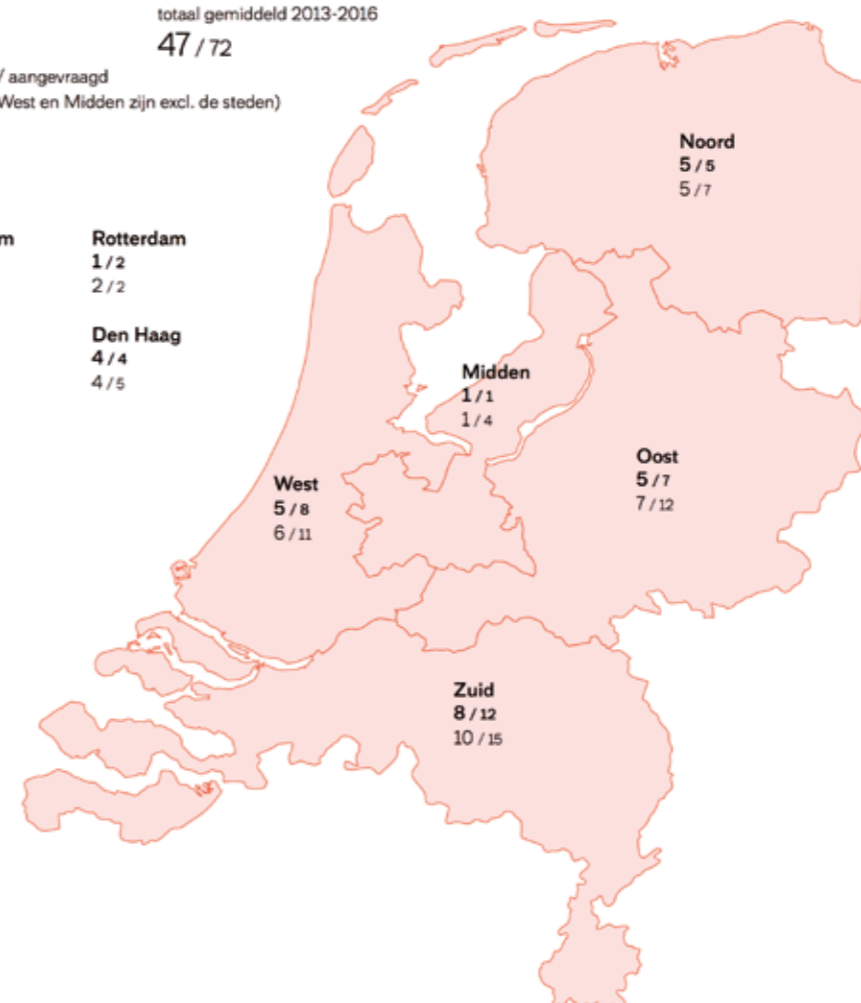 totaal gemiddeld 2013-2016
47 / 72
/ aangevraagd
West en Midden zijn excl. de steden)
m
Rotterdam
1 / 2
2 / 2
Den Haag
4 / 4
4 / 5
Noord
5 / 5
5 / 7
Midden
1 / 1
1 / 4
Oost
5 / 7
7 / 12
West
5 / 8
6 / 11
Zuid
8 / 12
10 / 15